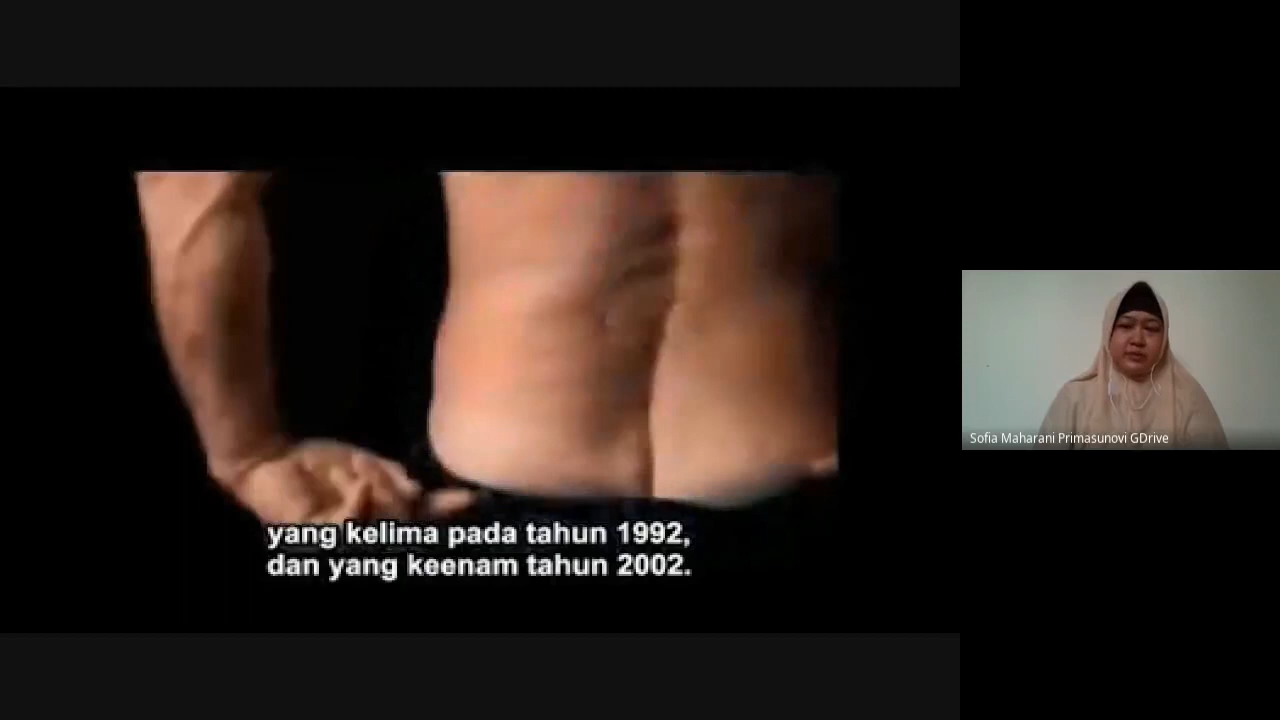 yang kelima pada tahun 1992,
dan yang keenam tahun 2002.
Sofia Maharani Primasunovi GDrive